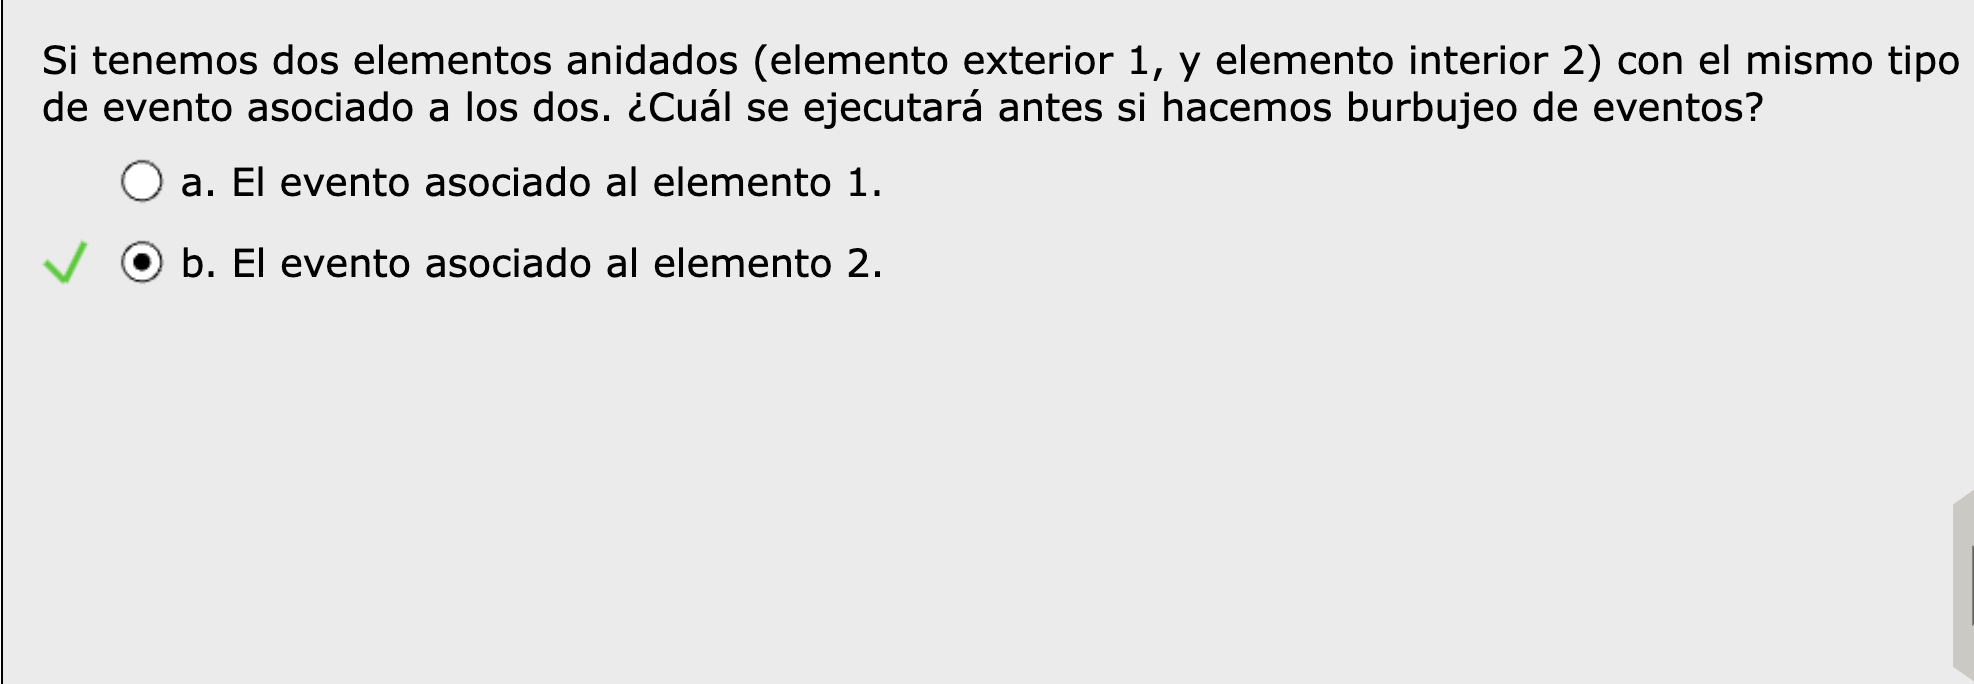 Si tenemos dos elementos anidados (elemento exterior 1, y elemento interior 2) con el mismo tipo
de evento asociado a los dos. ¿Cuál se ejecutará antes si hacemos burbujeo de eventos?
a. El evento asociado al elemento 1.
b. El evento asociado al elemento 2.